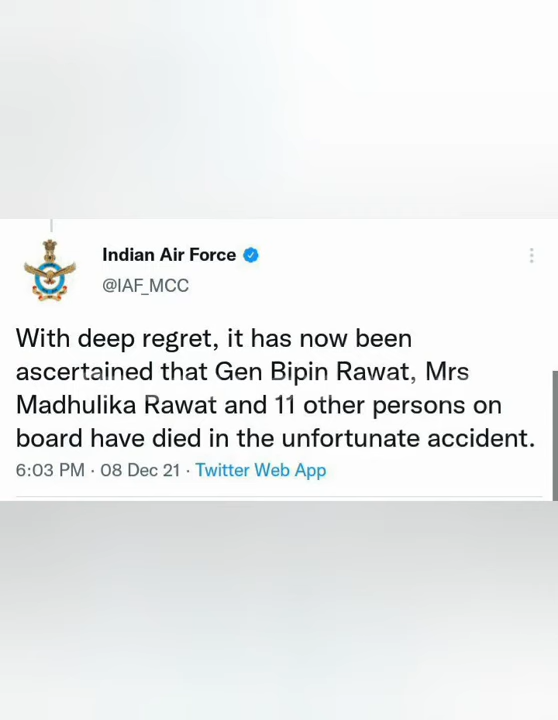 Indian Air Force
@IAF_MCC
With deep regret, it has now been
ascertained that Gen Bipin Rawat, Mrs
Madhulika Rawat and 11 other persons on
board have died in the unfortunate accident.
6:03 PM · 08 Dec 21 · Twitter Web App